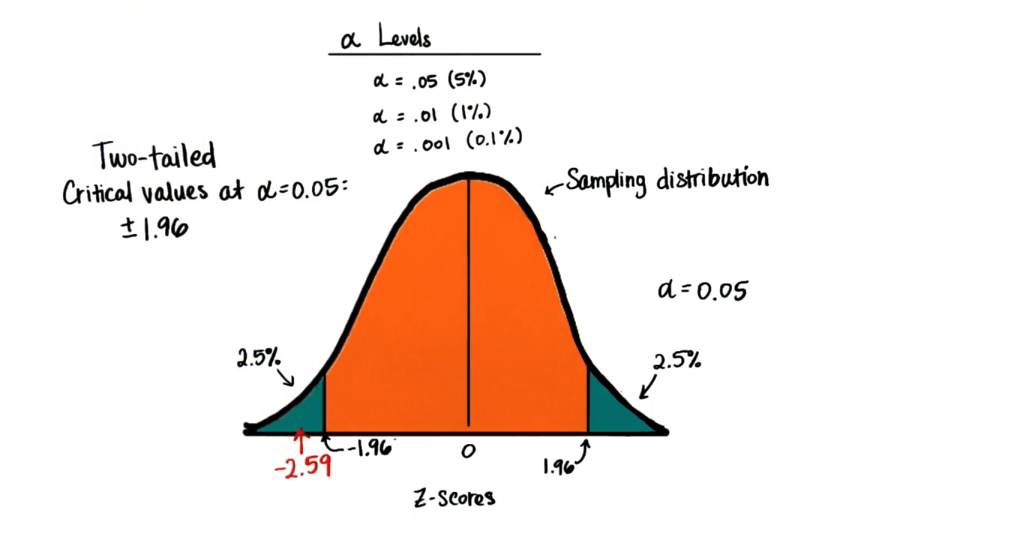 α Levels
α = .05 (5%)
α = .01 (1%)
α = .001 (0.1%)
Two-tailed
Critical values at α=0.05:
±1.96
Sampling distribution
α = 0.05
2.5%
2.5%
-1.96
0
1.96
-2.59
Z-Scores